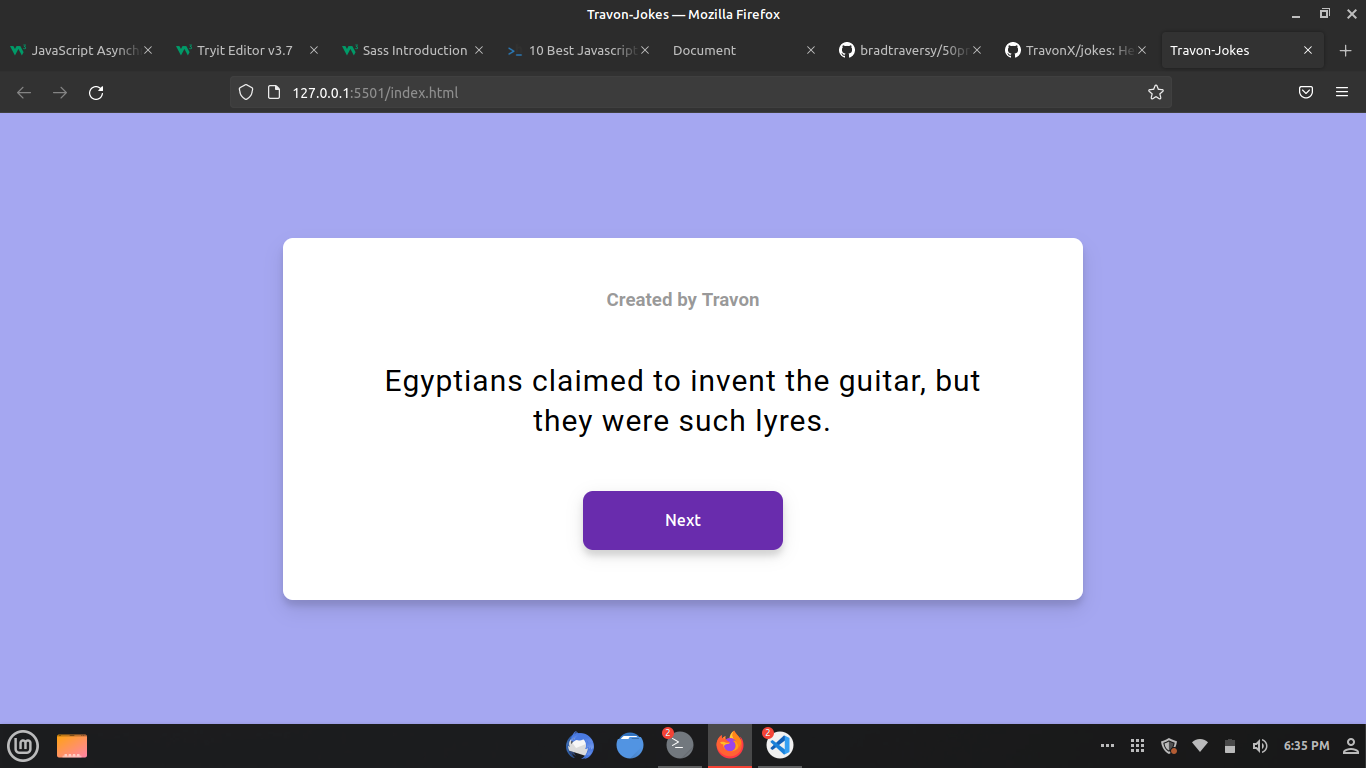 Travon-Jokes — Mozilla Firefox
JavaScript Asynch
Tryit Editor v3.7
Sass Introduction
10 Best Javascript
Document
bradtraversy/50pr
TravonX/jokes: He
Travon-Jokes
127.0.0.1:5501/index.html
Created by Travon
Egyptians claimed to invent the guitar, but
they were such lyres.
Next
2
2
6:35 PM